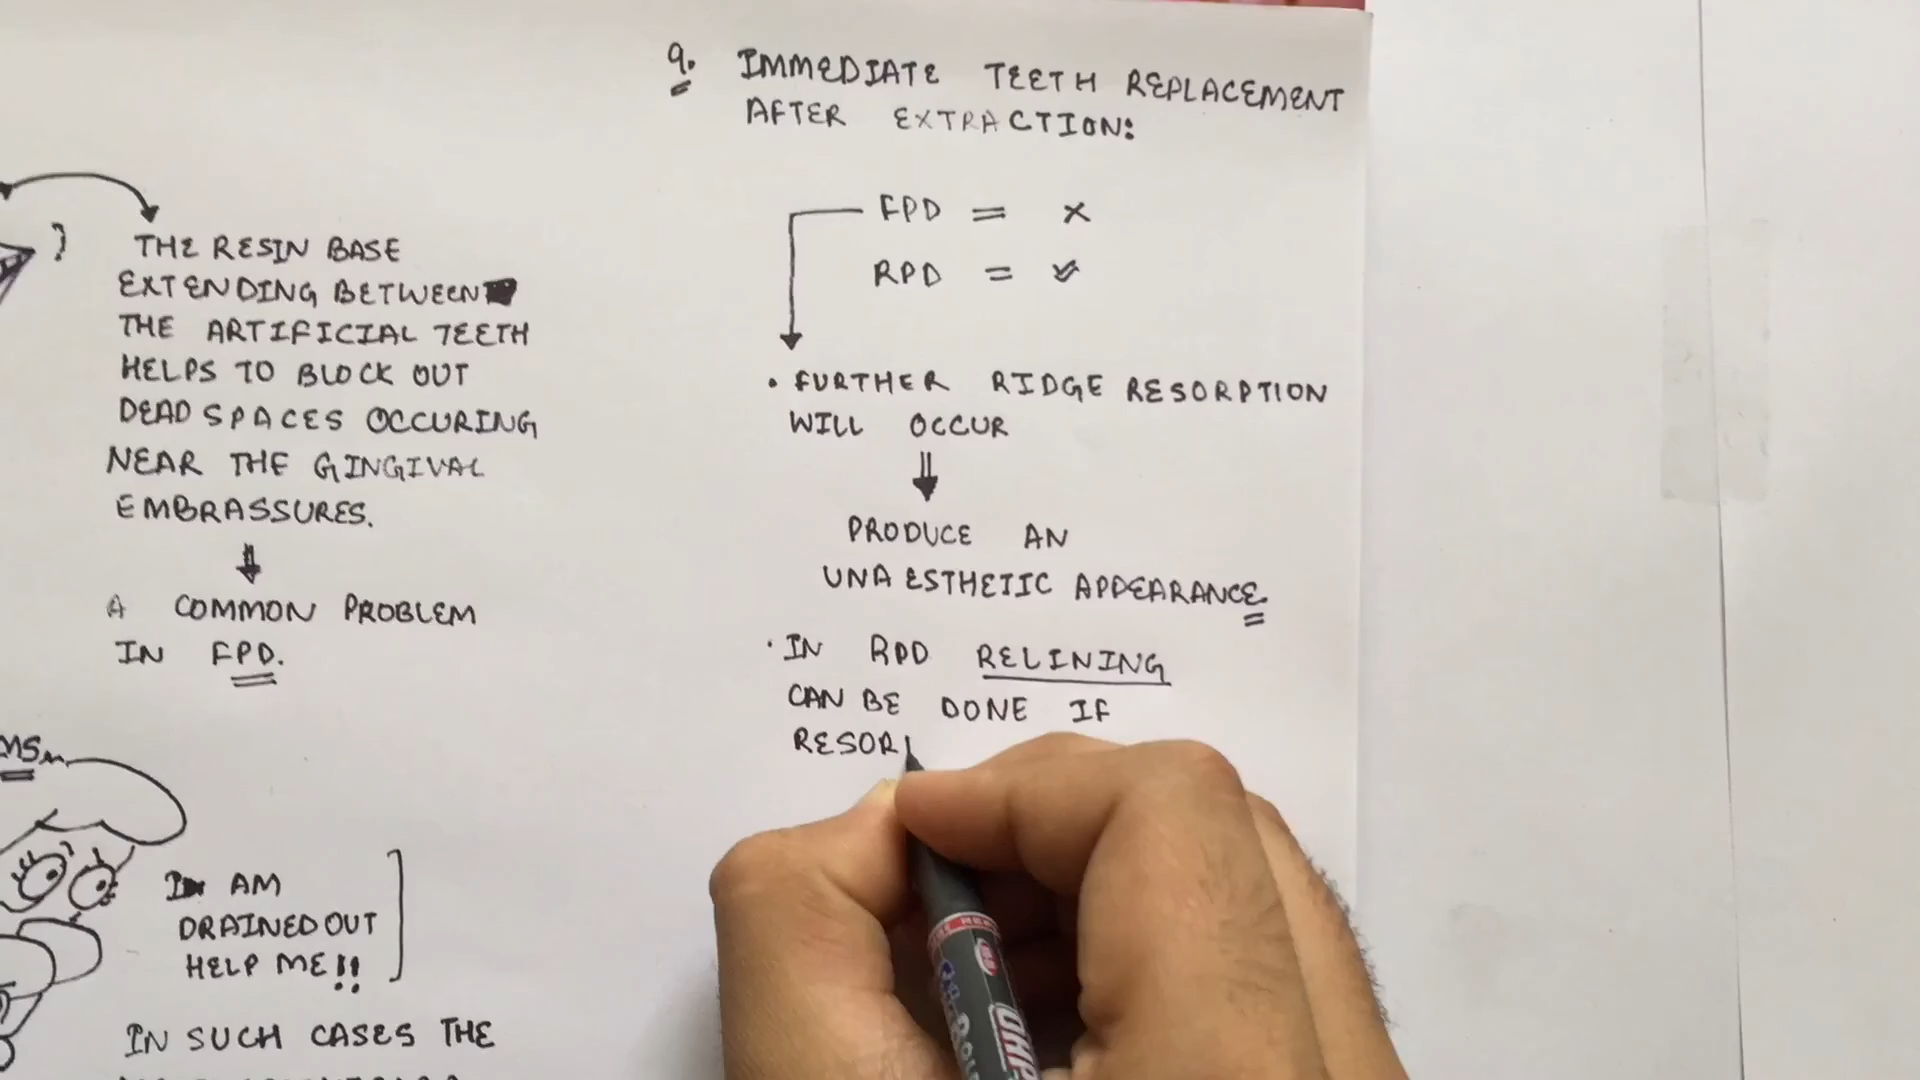 THE RESIN BASE
EXTENDING BETWEEN
THE ARTIFICIAL TEETH
HELPS TO BLOCK OUT
DEAD SPACES OCCURING
NEAR THE GINGIVAL
EMBRASSURES.
A COMMON PROBLEM
IN FPD.
MS
I AM
DRAINED OUT
HELP ME!!
IN SUCH CASES THE
9. IMMEDIATE TEETH REPLACEMENT
AFTER EXTRACTION:
FPD = ×
RPD = ✓
• FURTHER RIDGE RESORPTION
WILL OCCUR
PRODUCE AN
UNAESTHETIC APPEARANCE
• IN RPD RELINING
CAN BE DONE IF
RESOR
OHP